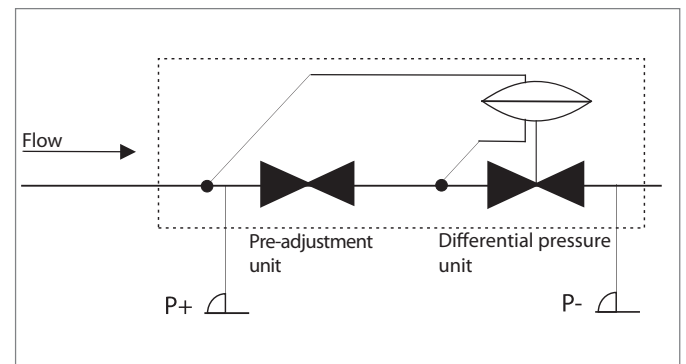 Flow
Pre-adjustment
unit
Differential pressure
unit
P+
P-